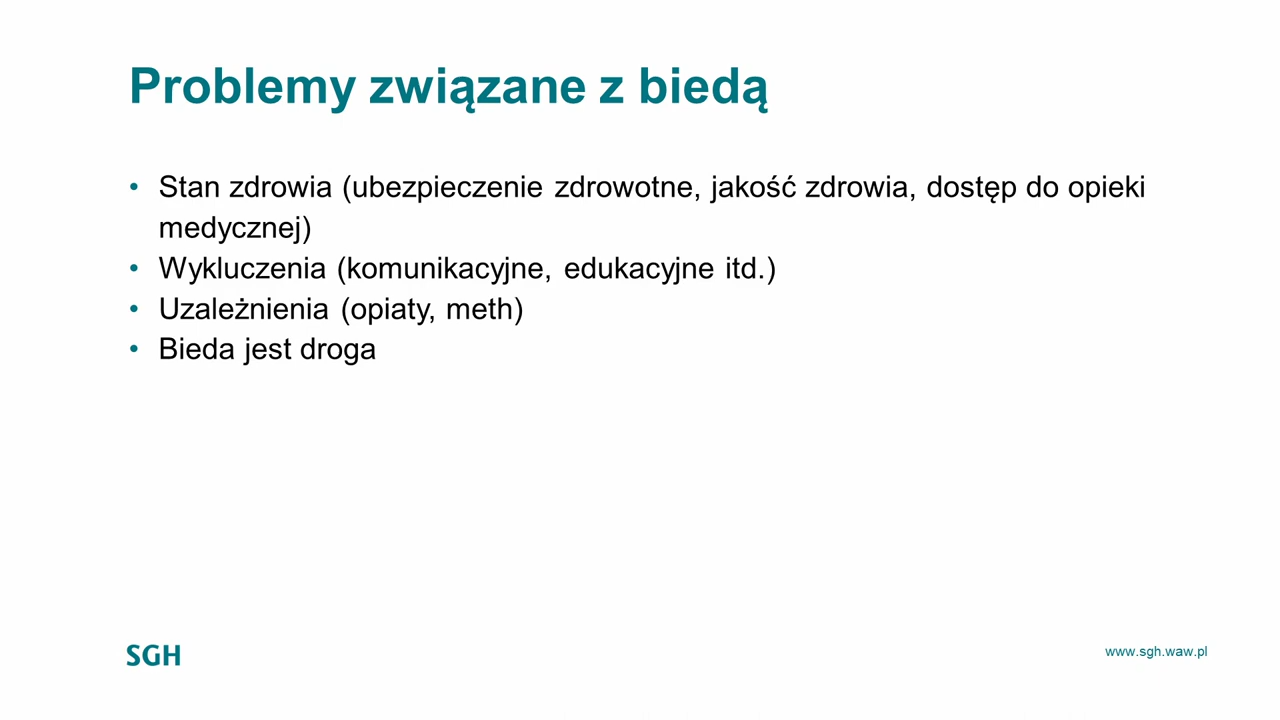 Problemy związane z biedą
• Stan zdrowia (ubezpieczenie zdrowotne, jakość zdrowia, dostęp do opieki
medycznej)
• Wykluczenia (komunikacyjne, edukacyjne itd.)
• Uzależnienia (opiaty, meth)
• Bieda jest droga
SGH
www.sgh.waw.pl